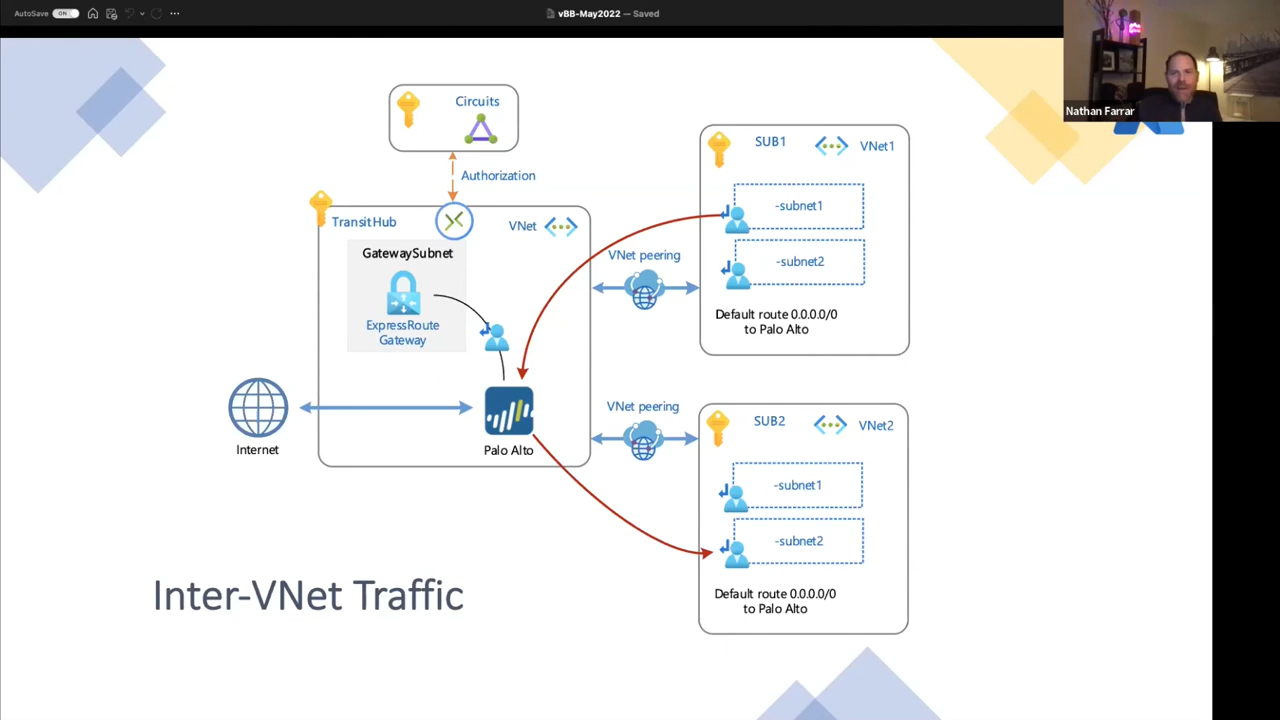 AutoSave ON
vBB-May2022 — Saved
Nathan Farrar
Circuits
Authorization
TransitHub
VNet
GatewaySubnet
ExpressRoute
Gateway
Internet
Palo Alto
VNet peering
VNet peering
SUB1
VNet1
-subnet1
-subnet2
Default route 0.0.0.0/0
to Palo Alto
SUB2
VNet2
-subnet1
-subnet2
Default route 0.0.0.0/0
to Palo Alto
Inter-VNet Traffic